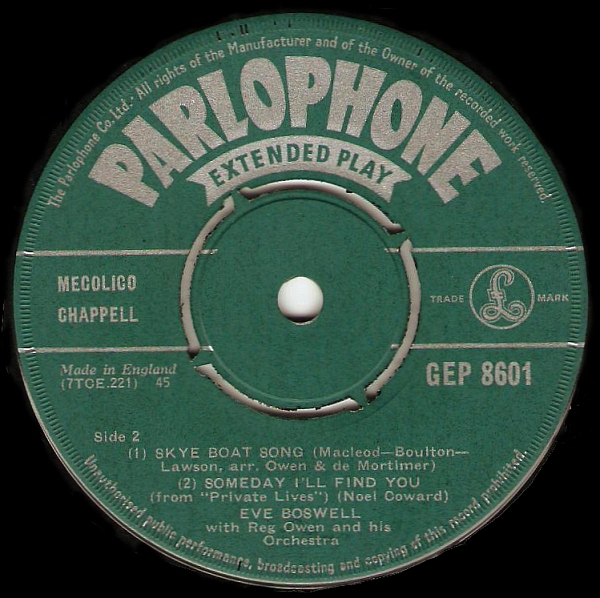 The Parlophone Co. Ltd. · All rights of the Manufacturer and of the Owner of the recorded work reserved.
PARLOPHONE
EXTENDED PLAY
MECOLICO
CHAPPELL
TRADE £ MARK
Made in England
(7TCE.221) 45
GEP 8601
Side 2
(1) SKYE BOAT SONG (Macleod—Boulton—
Lawson, arr. Owen & de Mortimer)
(2) SOMEDAY I'LL FIND YOU
(from "Private Lives") (Noel Coward)
EVE BOSWELL
with Reg Owen and his
Orchestra
Unauthorised public performance, broadcasting and copying of this record prohibited.